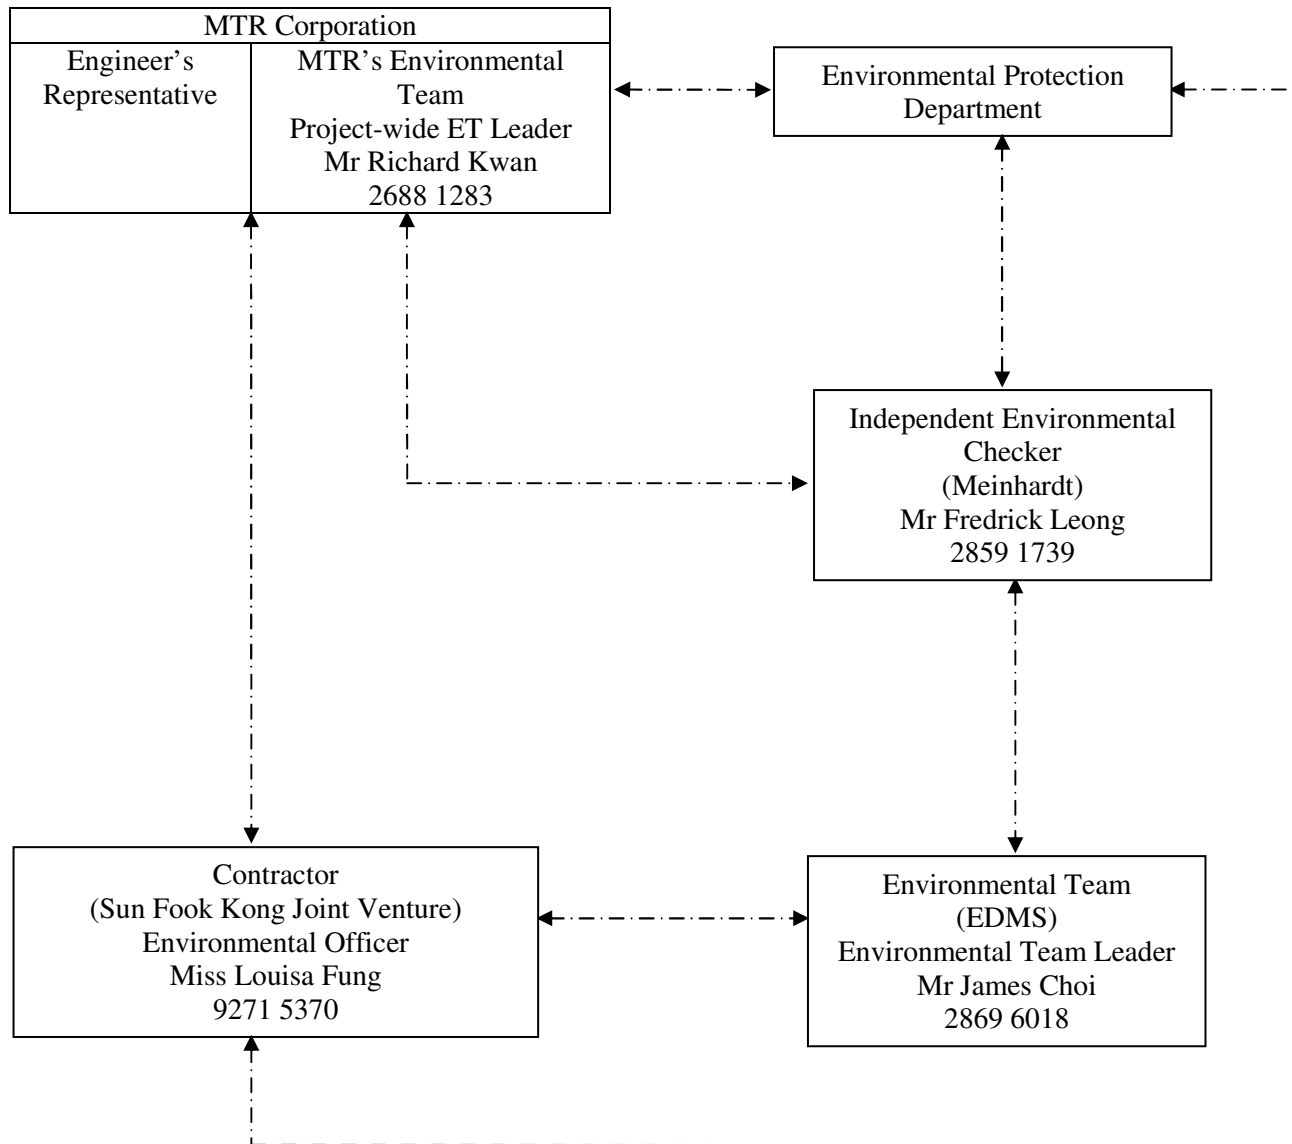 MTR Corporation
Engineer's
Representative
MTR's Environmental
Team
Project-wide ET Leader
Mr Richard Kwan
2688 1283
Environmental Protection
Department
Independent Environmental
Checker
(Meinhardt)
Mr Fredrick Leong
2859 1739
Contractor
(Sun Fook Kong Joint Venture)
Environmental Officer
Miss Louisa Fung
9271 5370
Environmental Team
(EDMS)
Environmental Team Leader
Mr James Choi
2869 6018